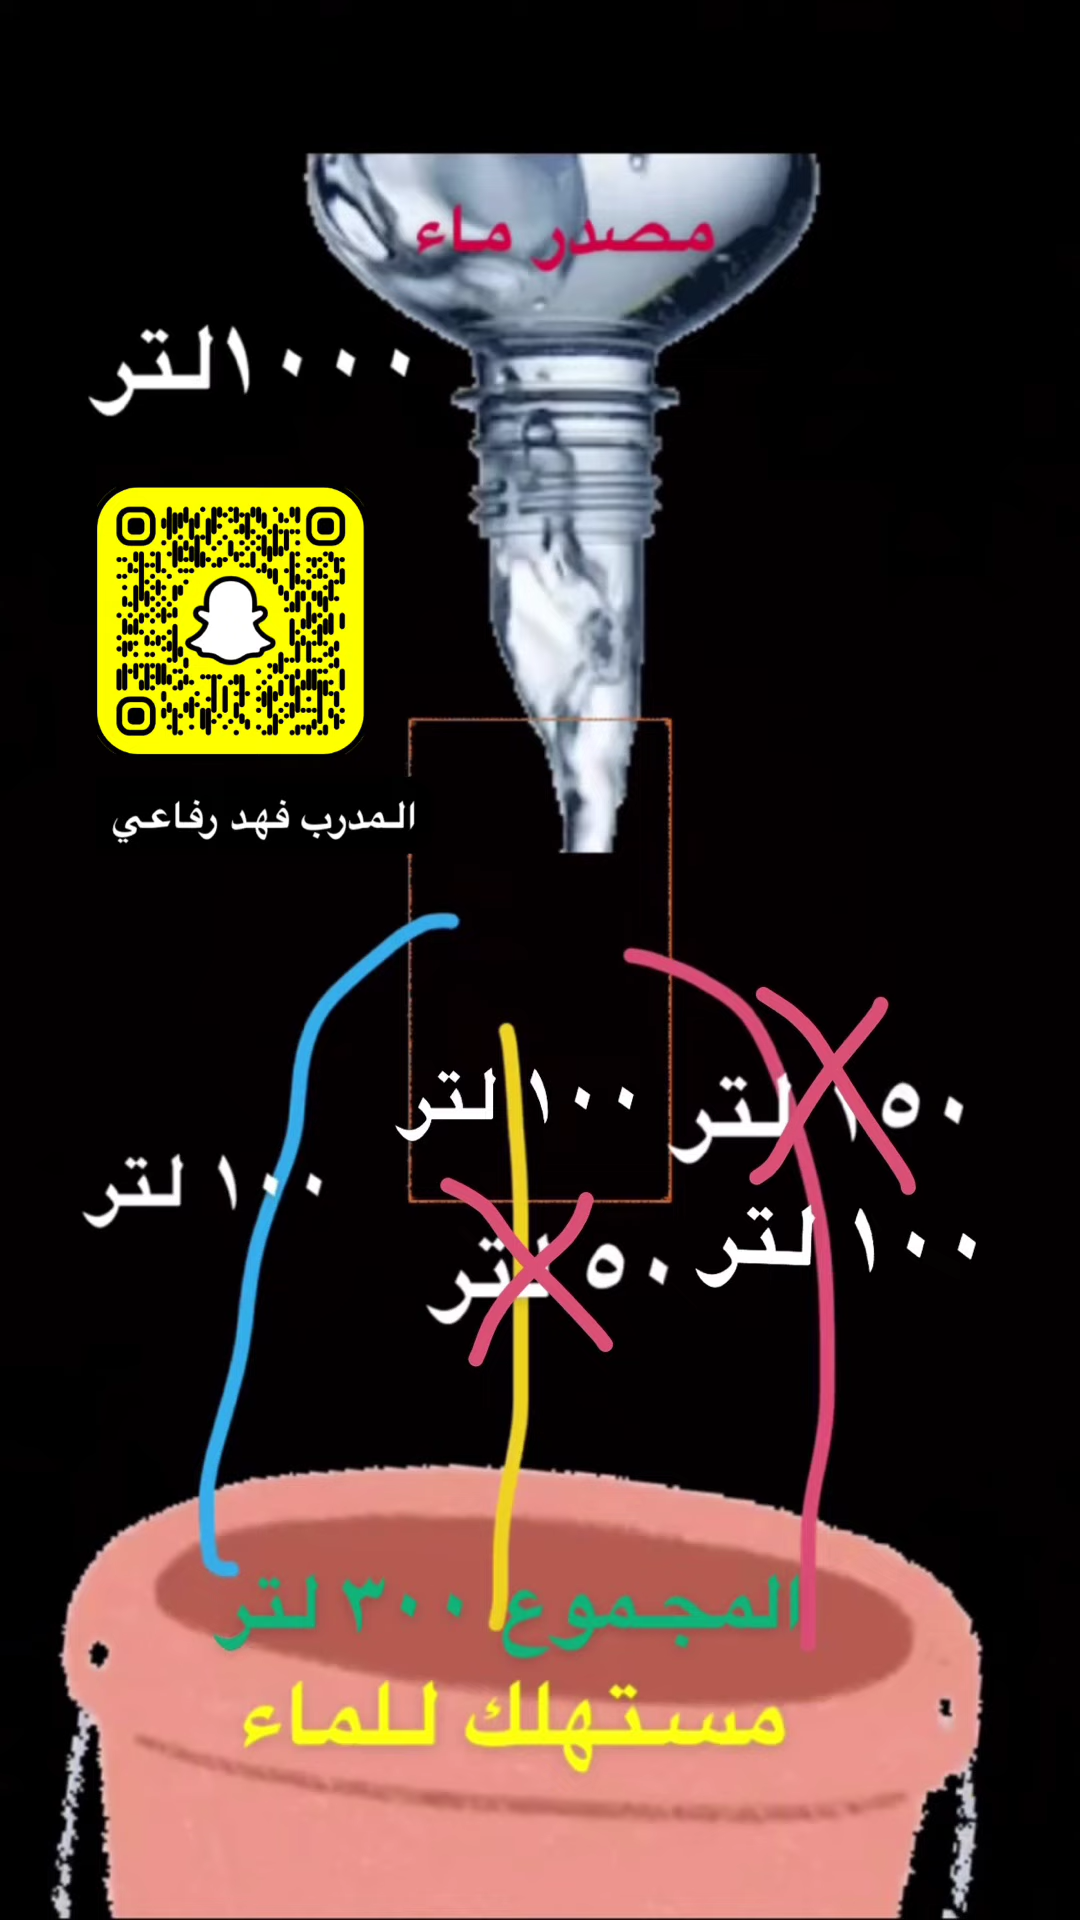 مصدر ماء
١٠٠٠لتر
المدرب فهد رفاعي
١٥٠ لتر
١٠٠ لتر
١٠٠ لتر
١٠٠ لتر
٥٠ لتر
المجموع ٣٠٠ لتر
مستهلك للماء